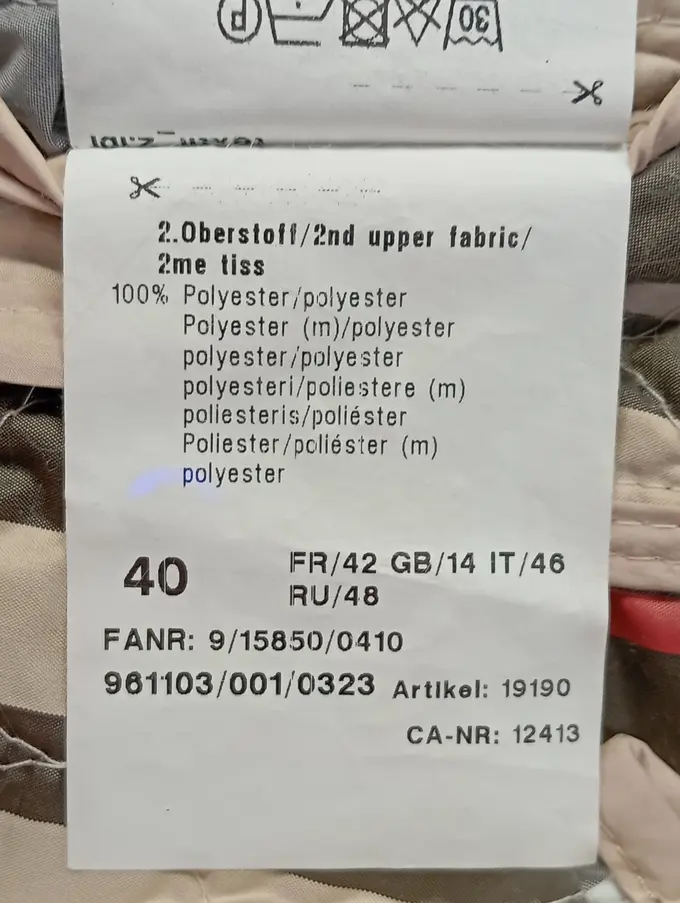 P
30
2..Oberstoff/2nd upper fabric/
2me tiss
100% Polyester/polyester
Polyester (m)/polyester
polyester/polyester
polyesteri/poliestere (m)
poliesteris/poliéster
Poliester/poliéster (m)
polyester
40 FR/42 GB/14 IT/46
RU/48
FANR: 9/15850/0410
961103/001/0323 Artikel: 19190
CA-NR: 12413